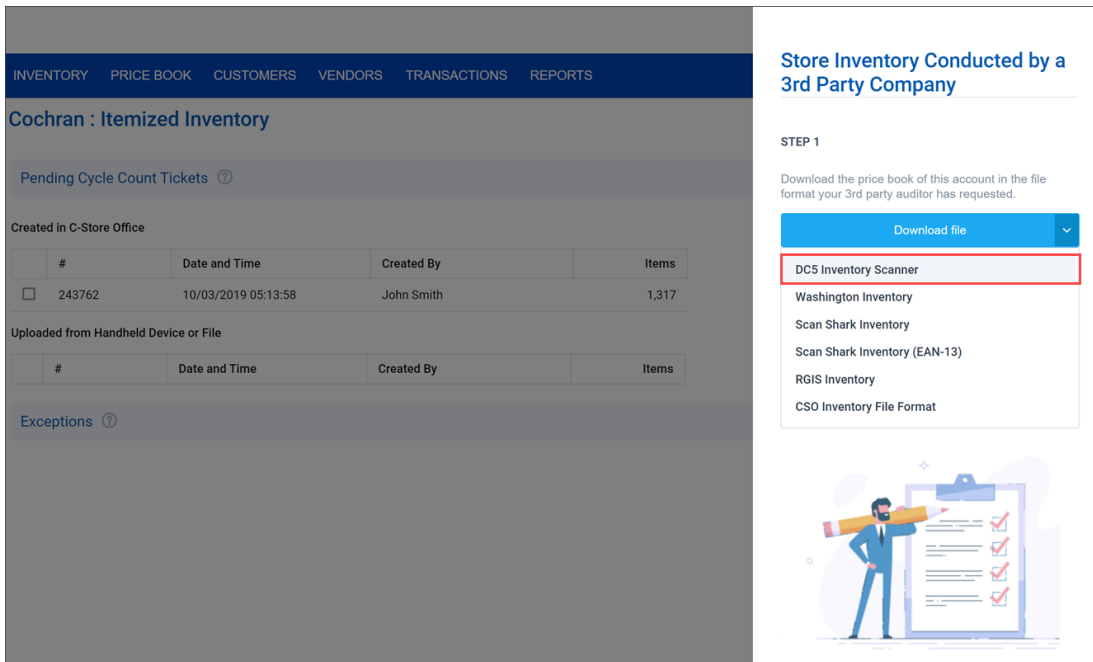 INVENTORY PRICE BOOK CUSTOMERS VENDORS TRANSACTIONS REPORTS
Cochran : Itemized Inventory
Pending Cycle Count Tickets ?
Created in C-Store Office
# Date and Time Created By Items
243762 10/03/2019 05:13:58 John Smith 1,317
Uploaded from Handheld Device or File
# Date and Time Created By Items
Exceptions ?
Store Inventory Conducted by a
3rd Party Company
STEP 1
Download the price book of this account in the file
format your 3rd party auditor has requested.
Download file
DC5 Inventory Scanner
Washington Inventory
Scan Shark Inventory
Scan Shark Inventory (EAN-13)
RGIS Inventory
CSO Inventory File Format